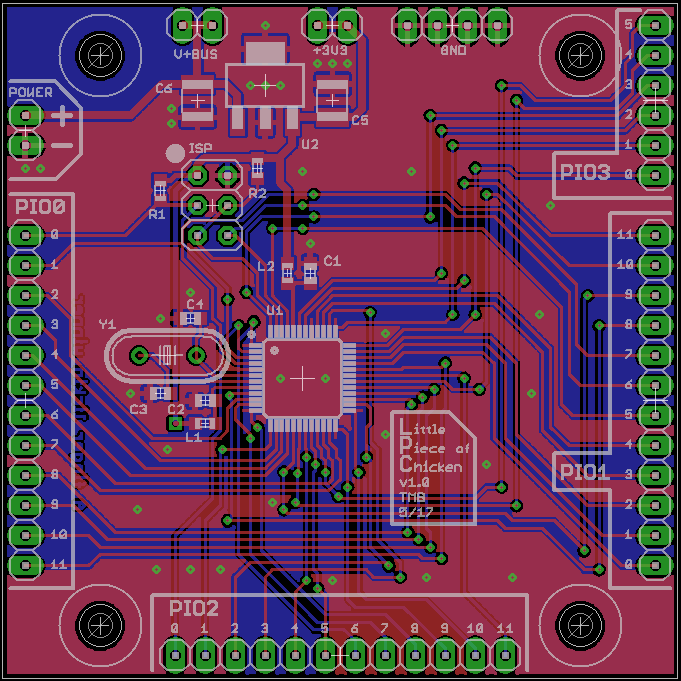 V+BUS
+3V3
GND
5
4
3
2
1
0
PIO3
POWER
+
-
C6
C5
U2
ISP
R1
R2
PIO0
0
1
2
3
4
5
6
7
8
9
10
11
L2
C1
U1
Y1
C4
C3
C2
L1
Little
Piece of
Chicken
v1.0
TMB
5/17
11
10
9
8
7
6
5
4
3
2
1
0
PIO1
PIO2
0 1 2 3 4 5 6 7 8 9 10 11